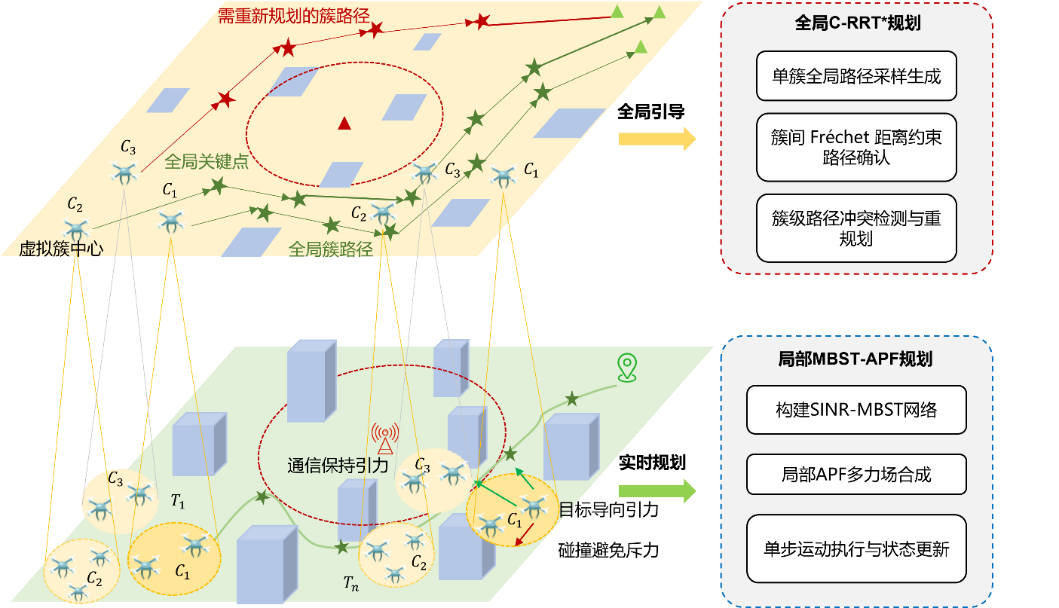 需重新规划的簇路径
C₃
全局关键点
C₁
C₂
虚拟簇中心
全局簇路径
C₂
C₃
C₁
全局引导
全局C-RRT*规划
单簇全局路径采样生成
簇间 Fréchet 距离约束
路径确认
簇级路径冲突检测与重
规划
通信保持引力
C₃
T₁
C₂
C₁
C₃
C₁
C₂
Tₙ
目标导向引力
碰撞避免斥力
实时规划
局部MBST-APF规划
构建SINR-MBST网络
局部APF多力场合成
单步运动执行与状态更新